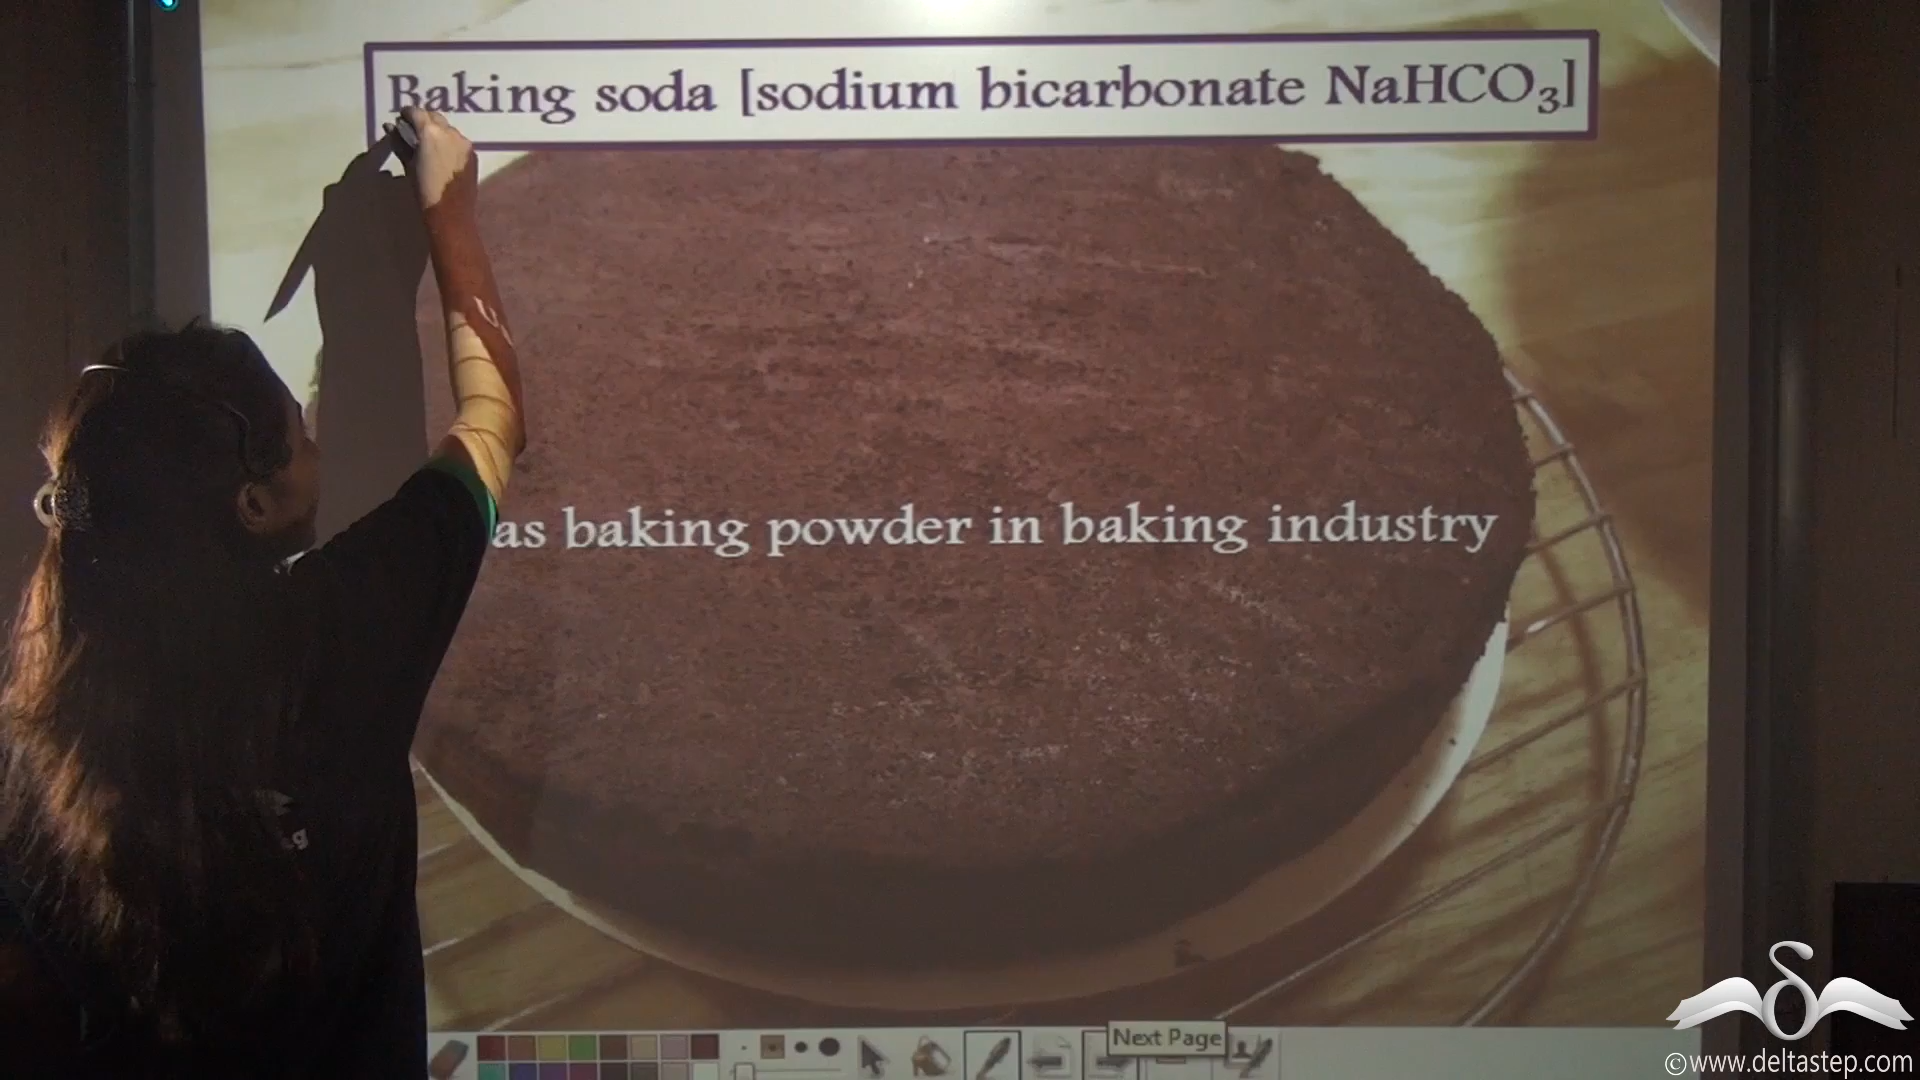 Baking soda [sodium bicarbonate NaHCO₃]
as baking powder in baking industry
Next Page
©www.deltastep.com